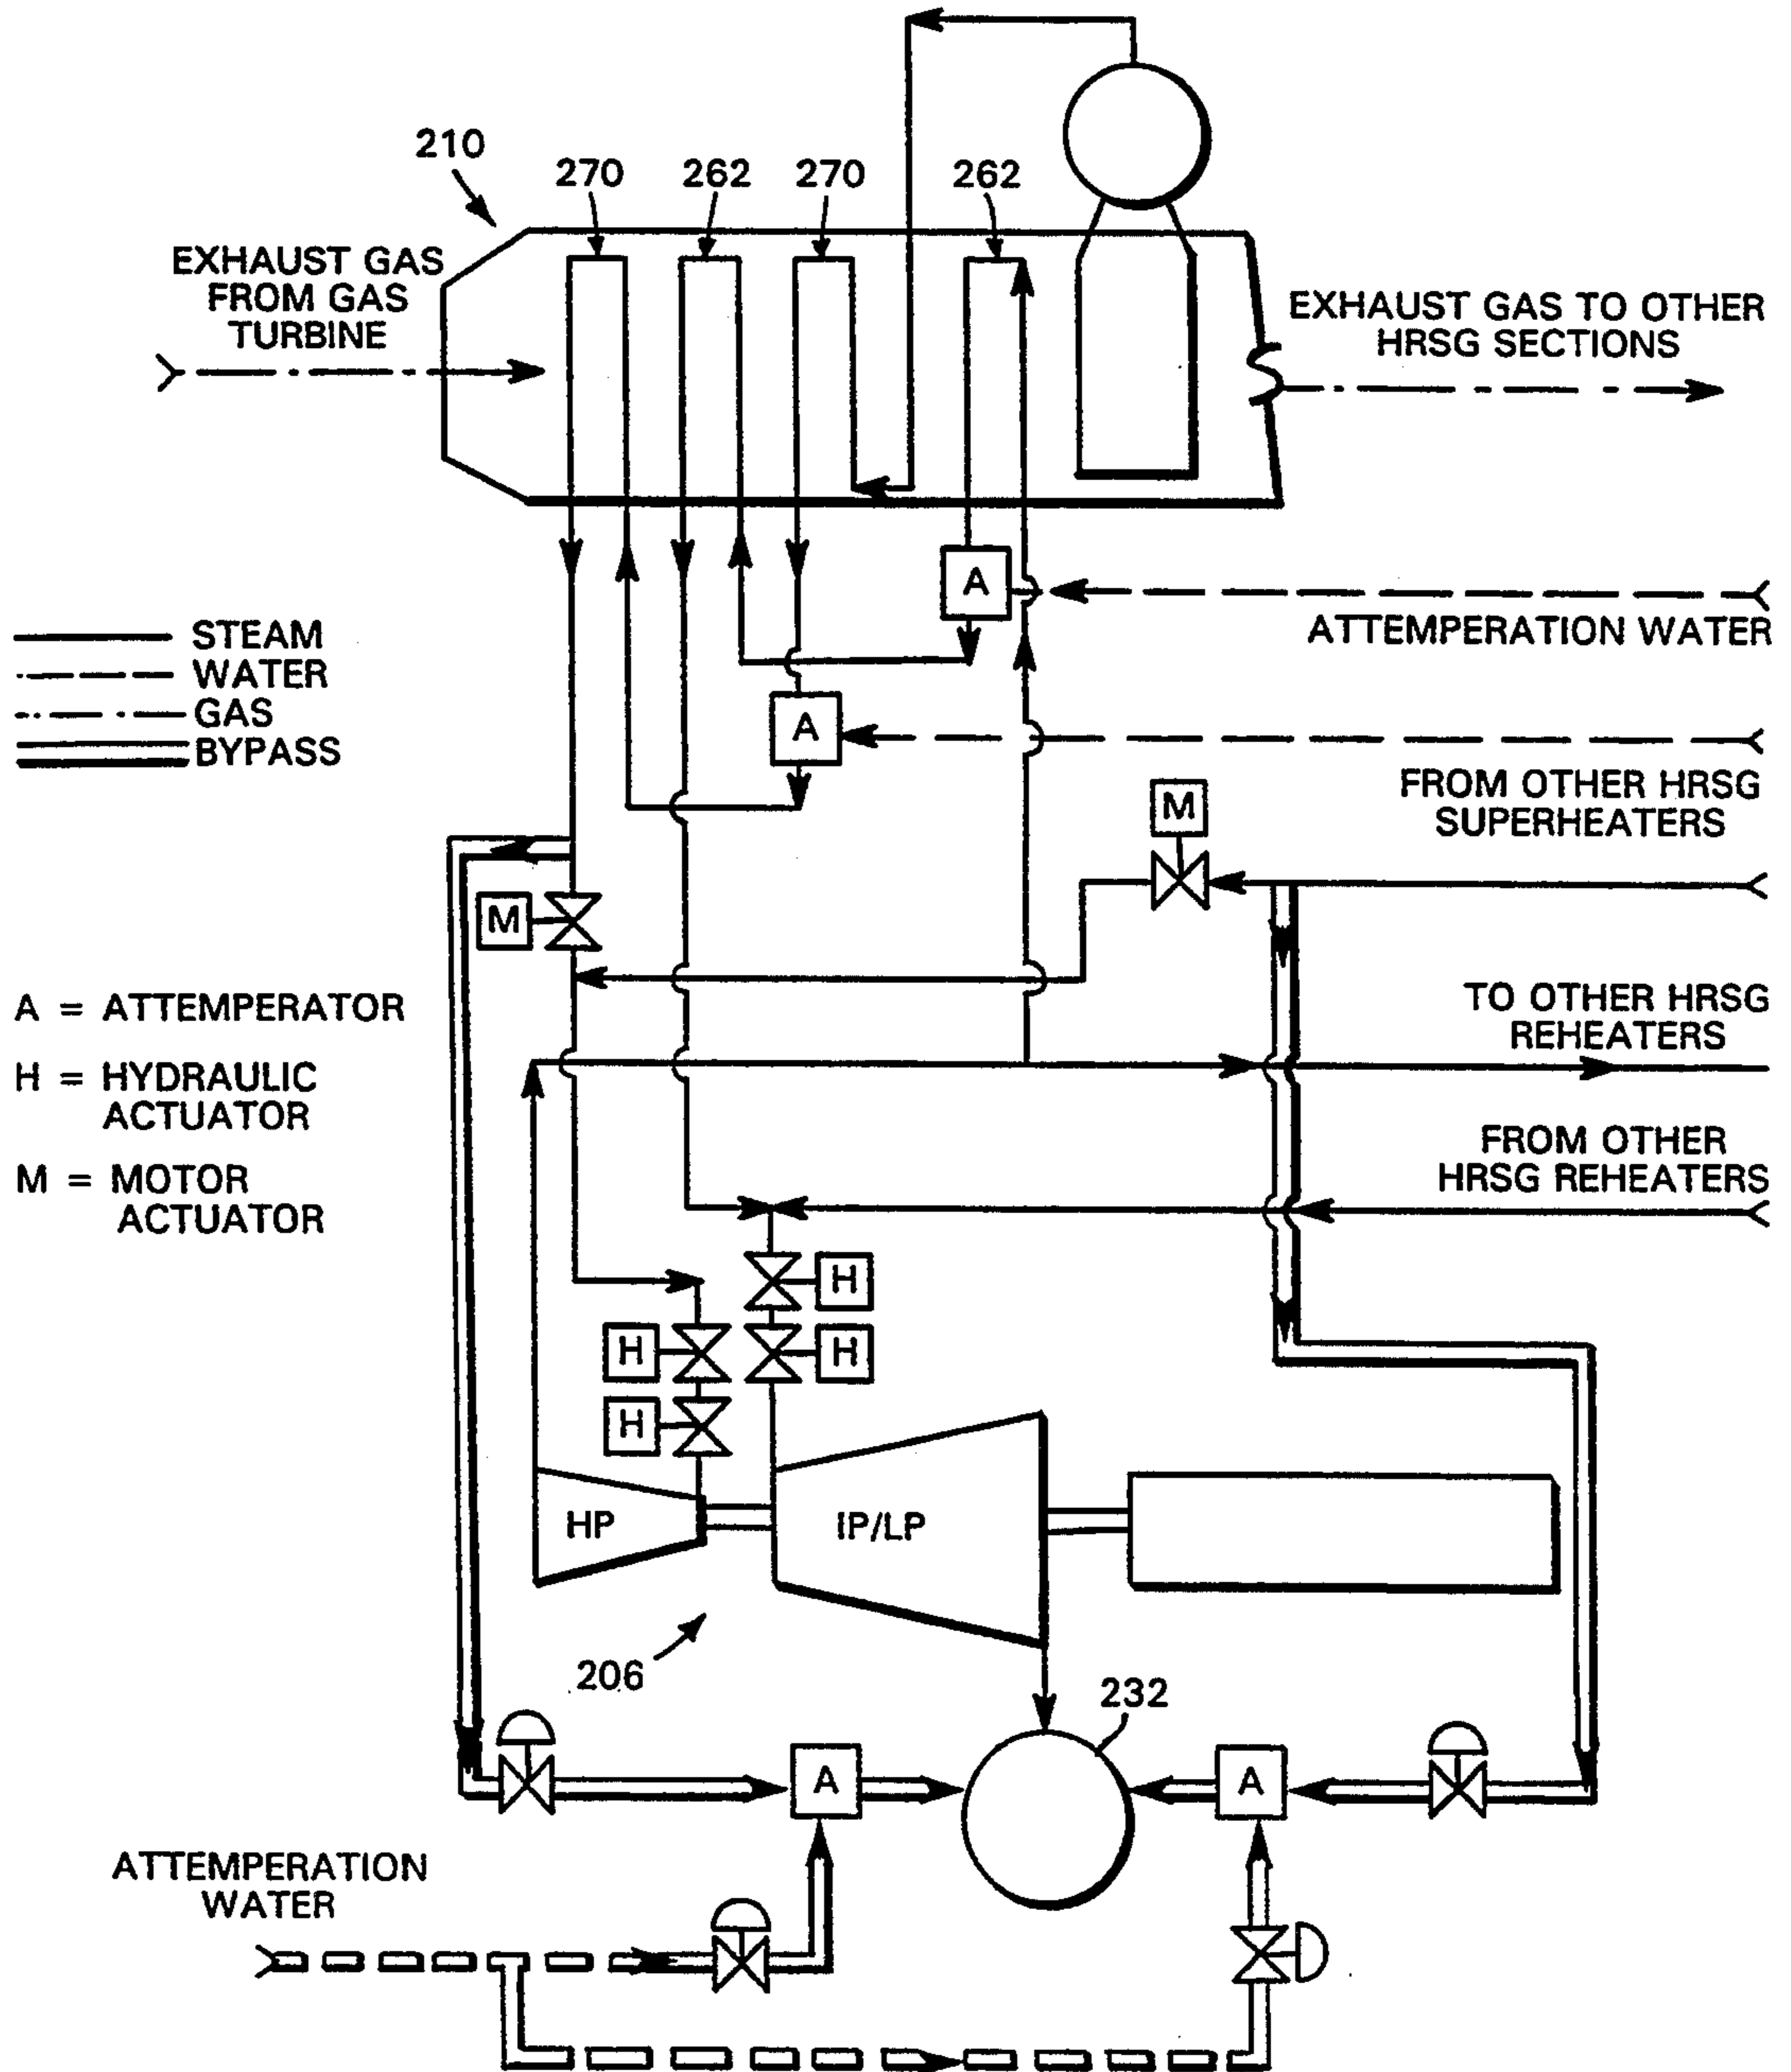 210
270
262
270
262
EXHAUST GAS
FROM GAS
TURBINE
EXHAUST GAS TO OTHER
HRSG SECTIONS
A
ATTEMPERATION WATER
STEAM
WATER
GAS
BYPASS
A
FROM OTHER HRSG
SUPERHEATERS
M
M
A = ATTEMPERATOR
H = HYDRAULIC
ACTUATOR
M = MOTOR
ACTUATOR
TO OTHER HRSG
REHEATERS
FROM OTHER
HRSG REHEATERS
H
H
H
H
HP
IP/LP
206
232
A
A
ATTEMPERATION
WATER